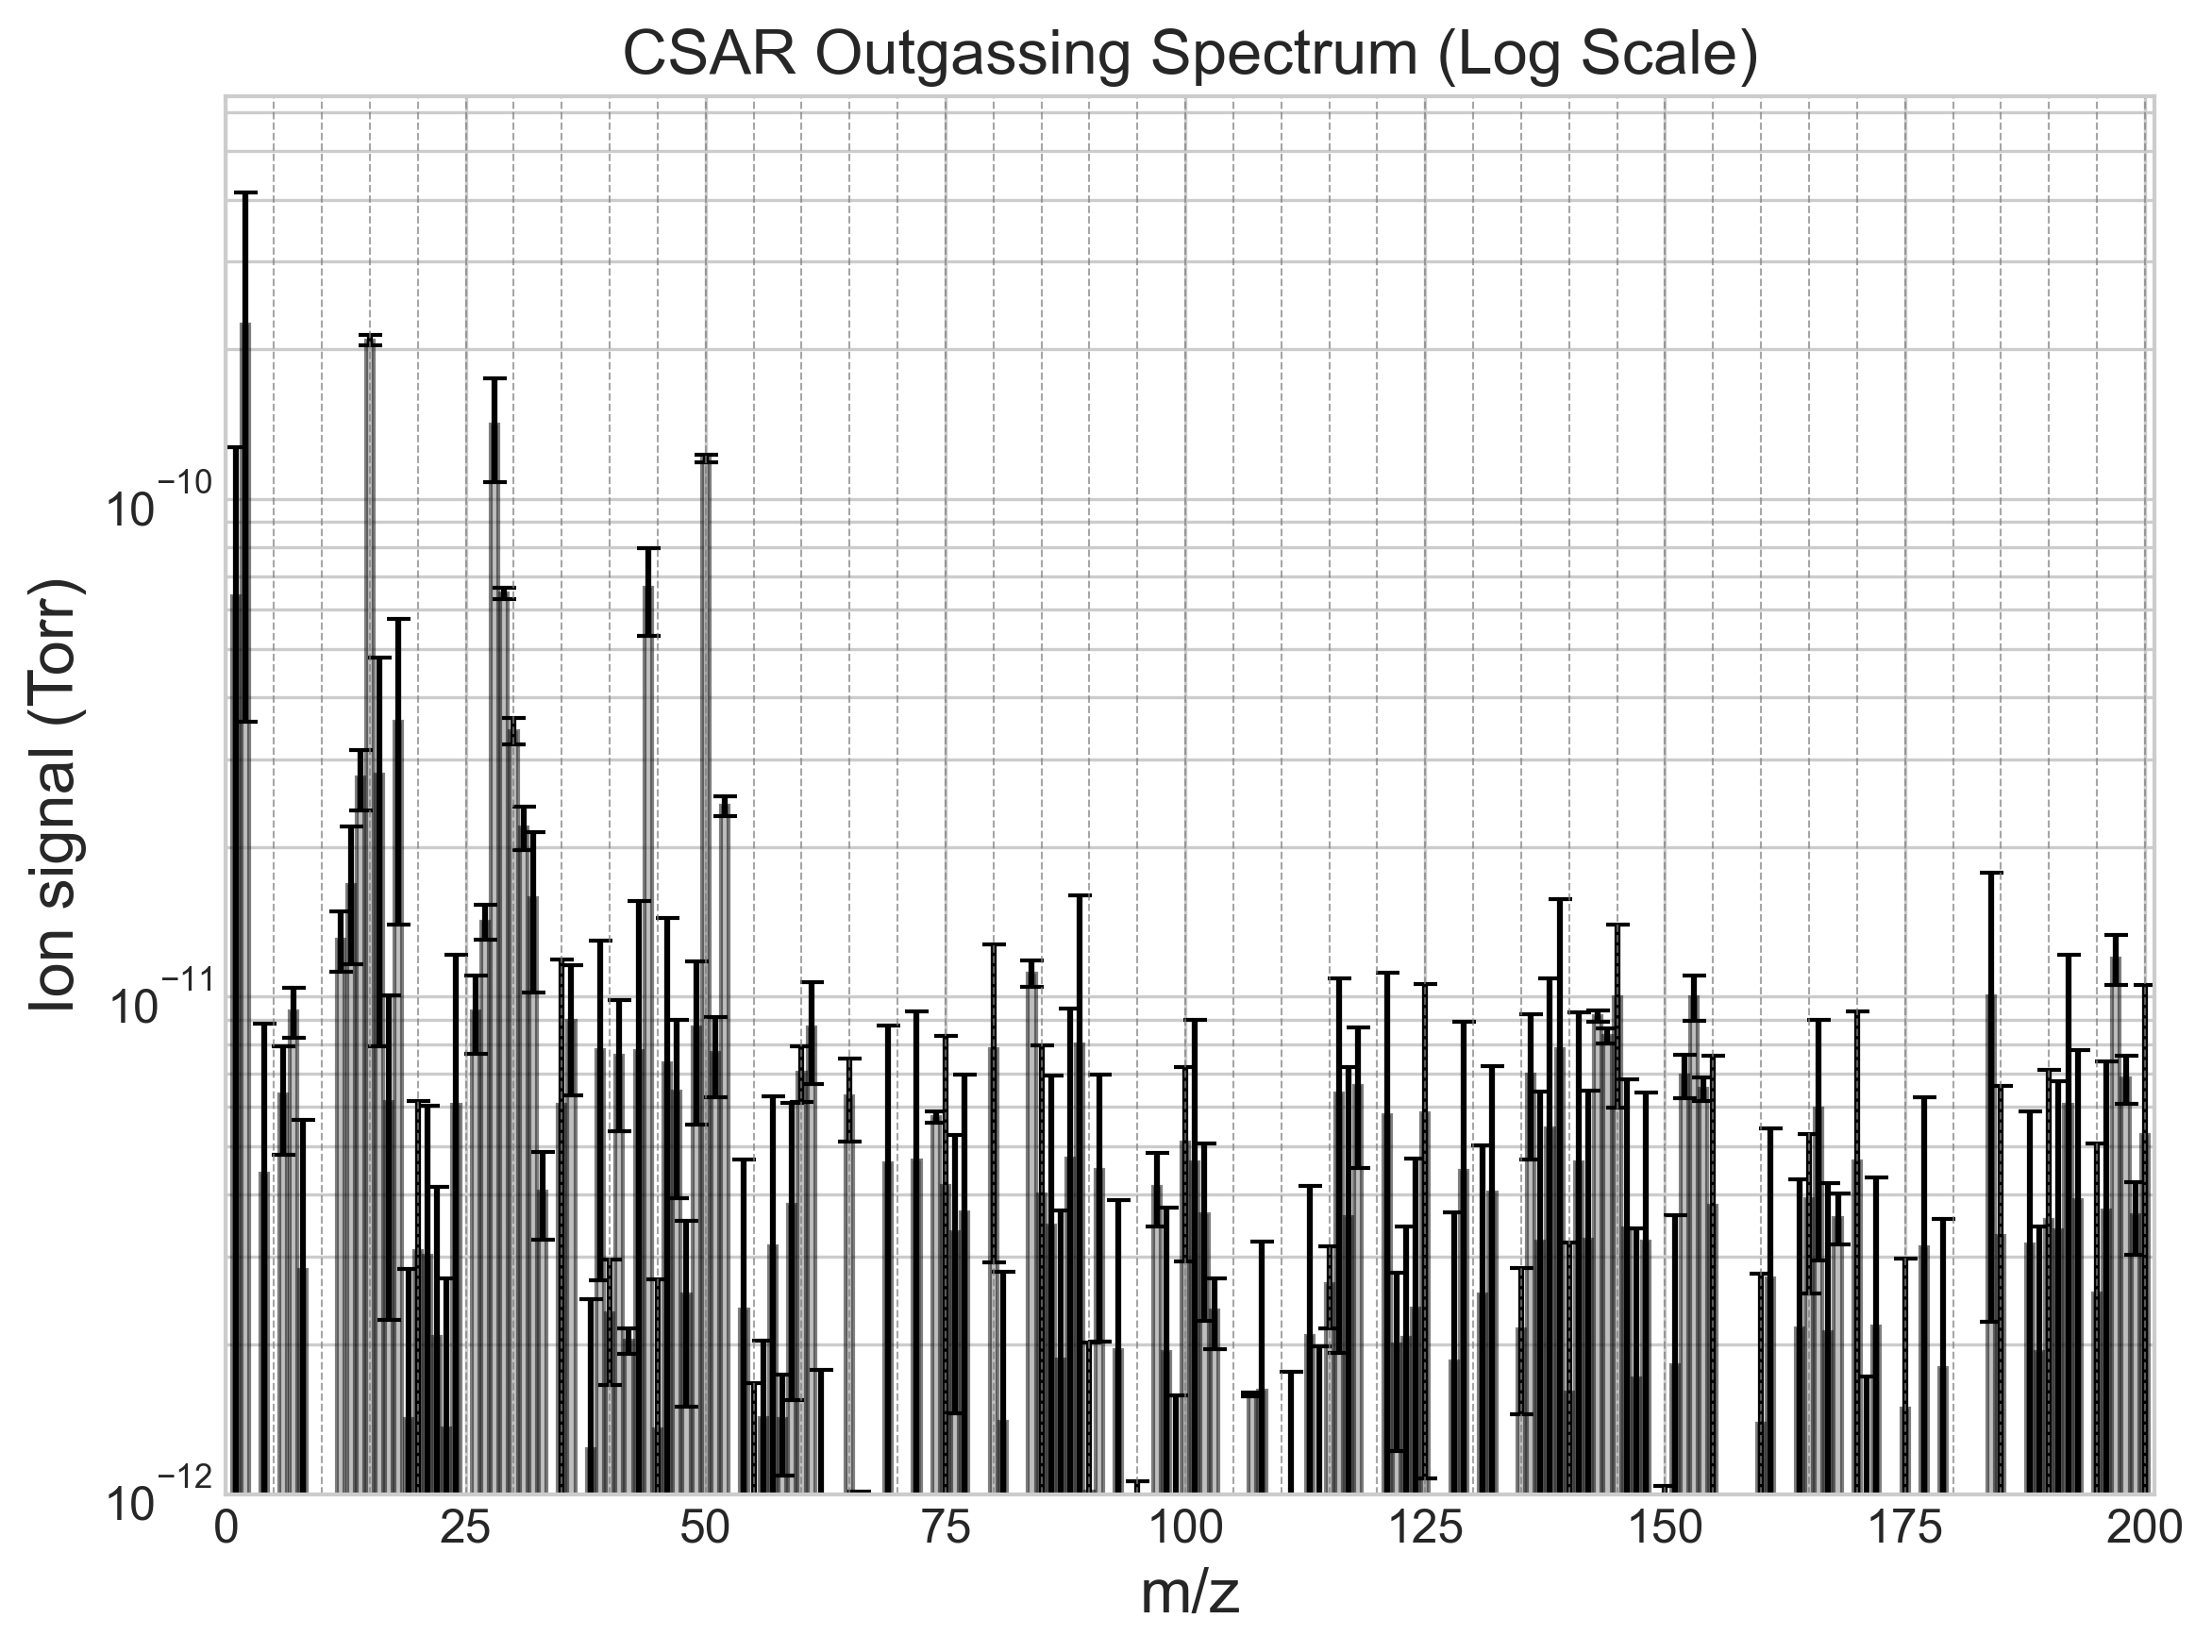 CSAR Outgassing Spectrum (Log Scale)
Ion signal (Torr)
10⁻¹⁰
10⁻¹¹
10⁻¹²
0 25 50 75 100 125 150 175 200
m/z